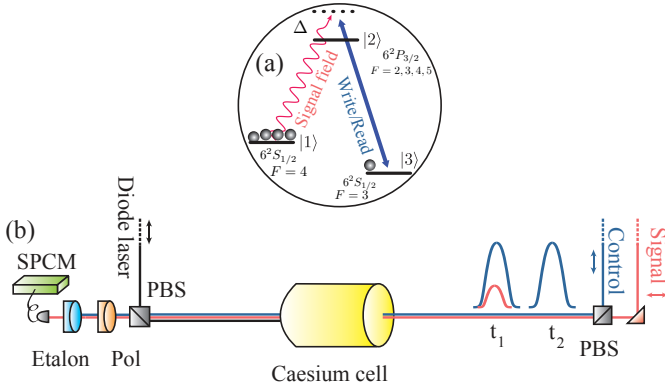 Δ
|2⟩
6²P₃/₂
F = 2, 3, 4, 5
(a)
Signal field
Write/Read
|1⟩
6²S₁/₂
F = 4
|3⟩
6²S₁/₂
F = 3
(b)
Diode laser
SPCM
PBS
Etalon
Pol
Caesium cell
t₁
t₂
Control
Signal
PBS